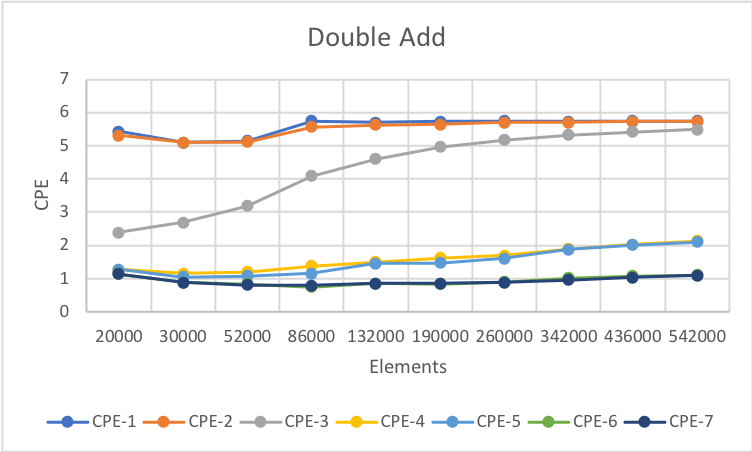 Double Add
7
6
5
4
3
2
1
0
CPE
20000 30000 52000 86000 132000 190000 260000 342000 436000 542000
Elements
CPE-1 CPE-2 CPE-3 CPE-4 CPE-5 CPE-6 CPE-7